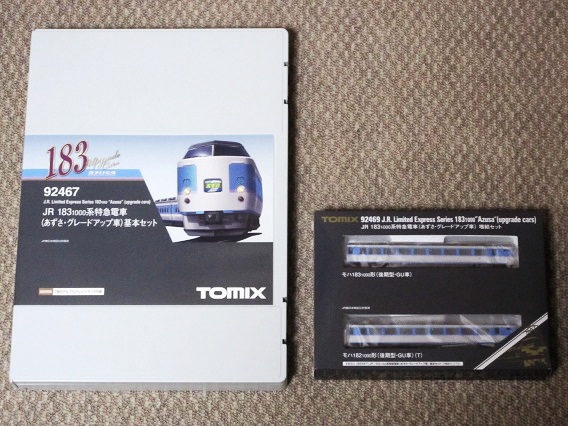 183 upgrade
92467
J.R. Limited Express Series 183 1000 "Azusa" (upgrade cars)
JR 183 1000系特急電車
(あずさ・グレードアップ車)基本セット
TOMIX
TOMIX 92469 J.R. Limited Express Series 183 1000 "Azusa" (upgrade cars)
JR 183 1000系特急電車(あずさ・グレードアップ車) 増結セット
モハ183 1000形(後期型・GU車)
モハ182 1000形(後期型・GU車)(T)